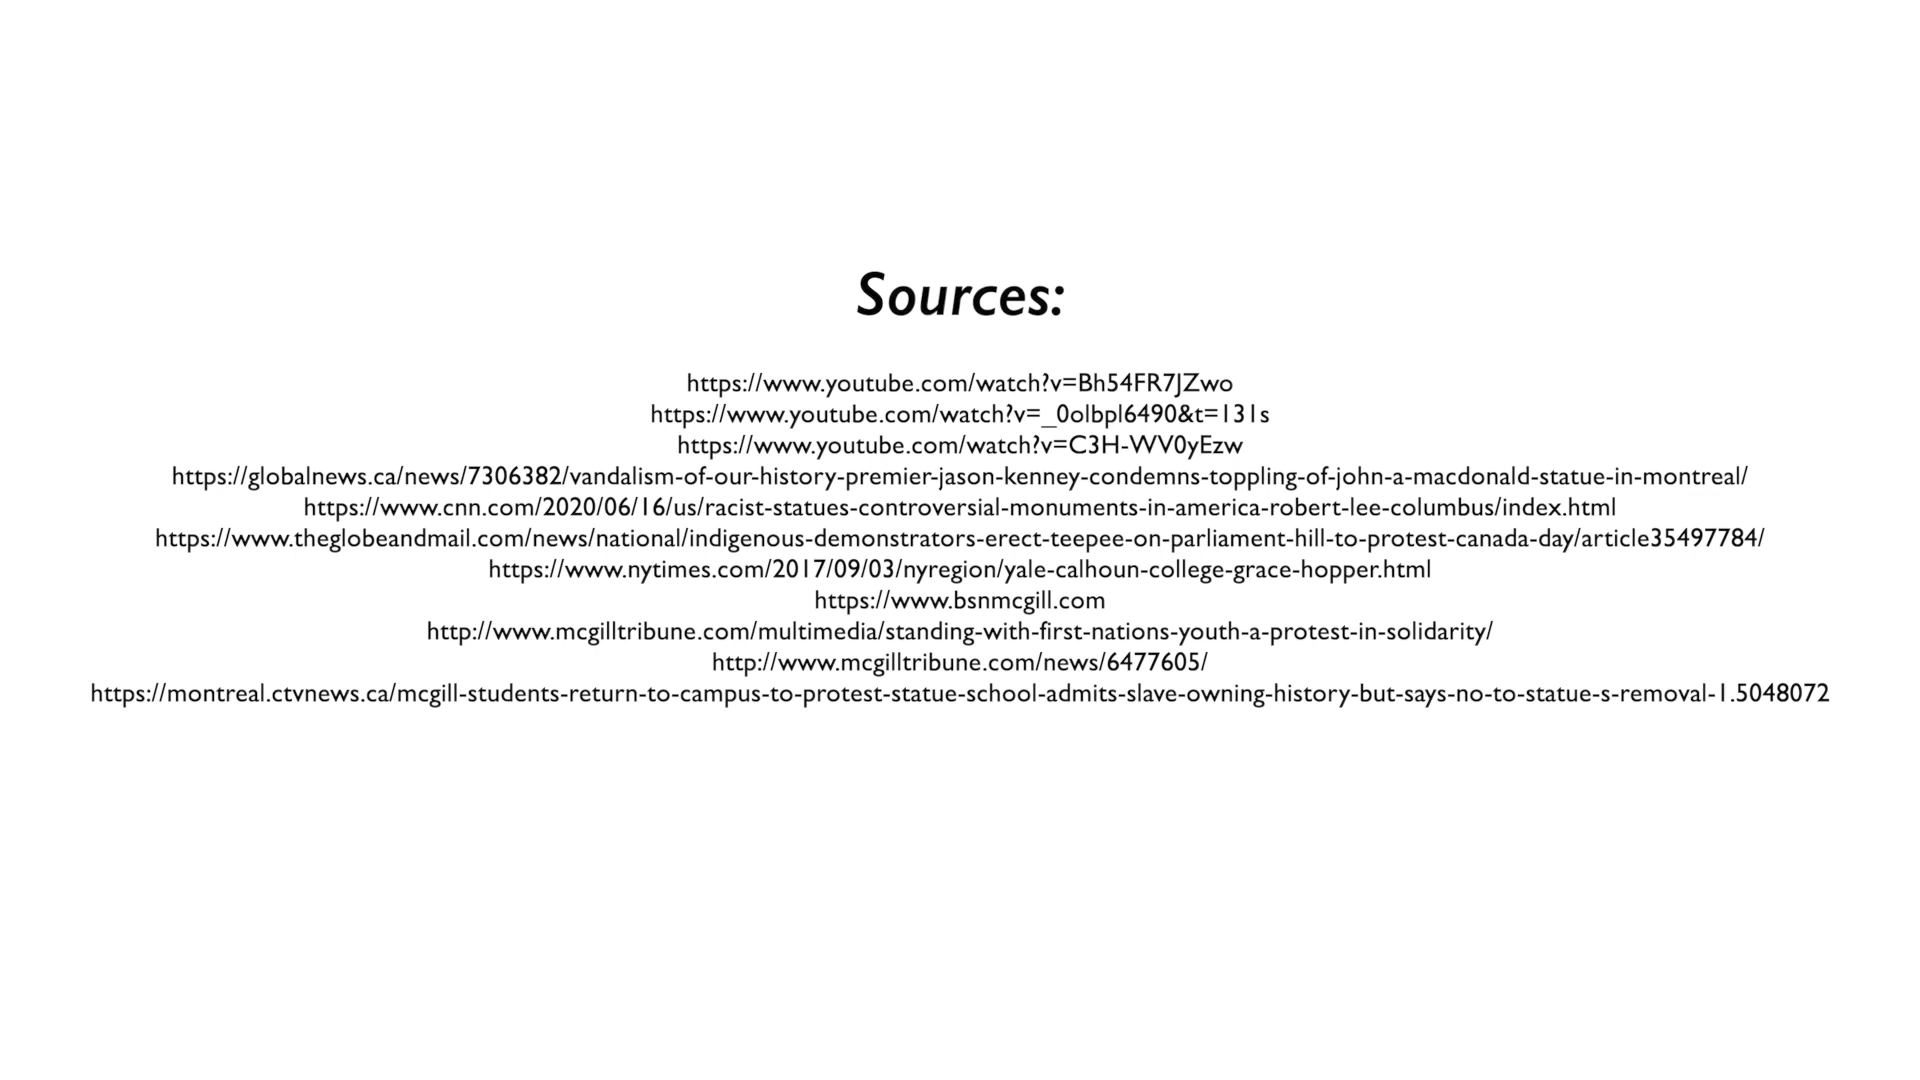 Sources:
https://www.youtube.com/watch?v=Bh54FR7JZwo
https://www.youtube.com/watch?v=_0olbpl6490&t=131s
https://www.youtube.com/watch?v=C3H-WV0yEzw
https://globalnews.ca/news/7306382/vandalism-of-our-history-premier-jason-kenney-condemns-toppling-of-john-a-macdonald-statue-in-montreal/
https://www.cnn.com/2020/06/16/us/racist-statues-controversial-monuments-in-america-robert-lee-columbus/index.html
https://www.theglobeandmail.com/news/national/indigenous-demonstrators-erect-teepee-on-parliament-hill-to-protest-canada-day/article35497784/
https://www.nytimes.com/2017/09/03/nyregion/yale-calhoun-college-grace-hopper.html
https://www.bsnmcgill.com
http://www.mcgilltribune.com/multimedia/standing-with-first-nations-youth-a-protest-in-solidarity/
http://www.mcgilltribune.com/news/6477605/
https://montreal.ctvnews.ca/mcgill-students-return-to-campus-to-protest-statue-school-admits-slave-owning-history-but-says-no-to-statue-s-removal-1.5048072